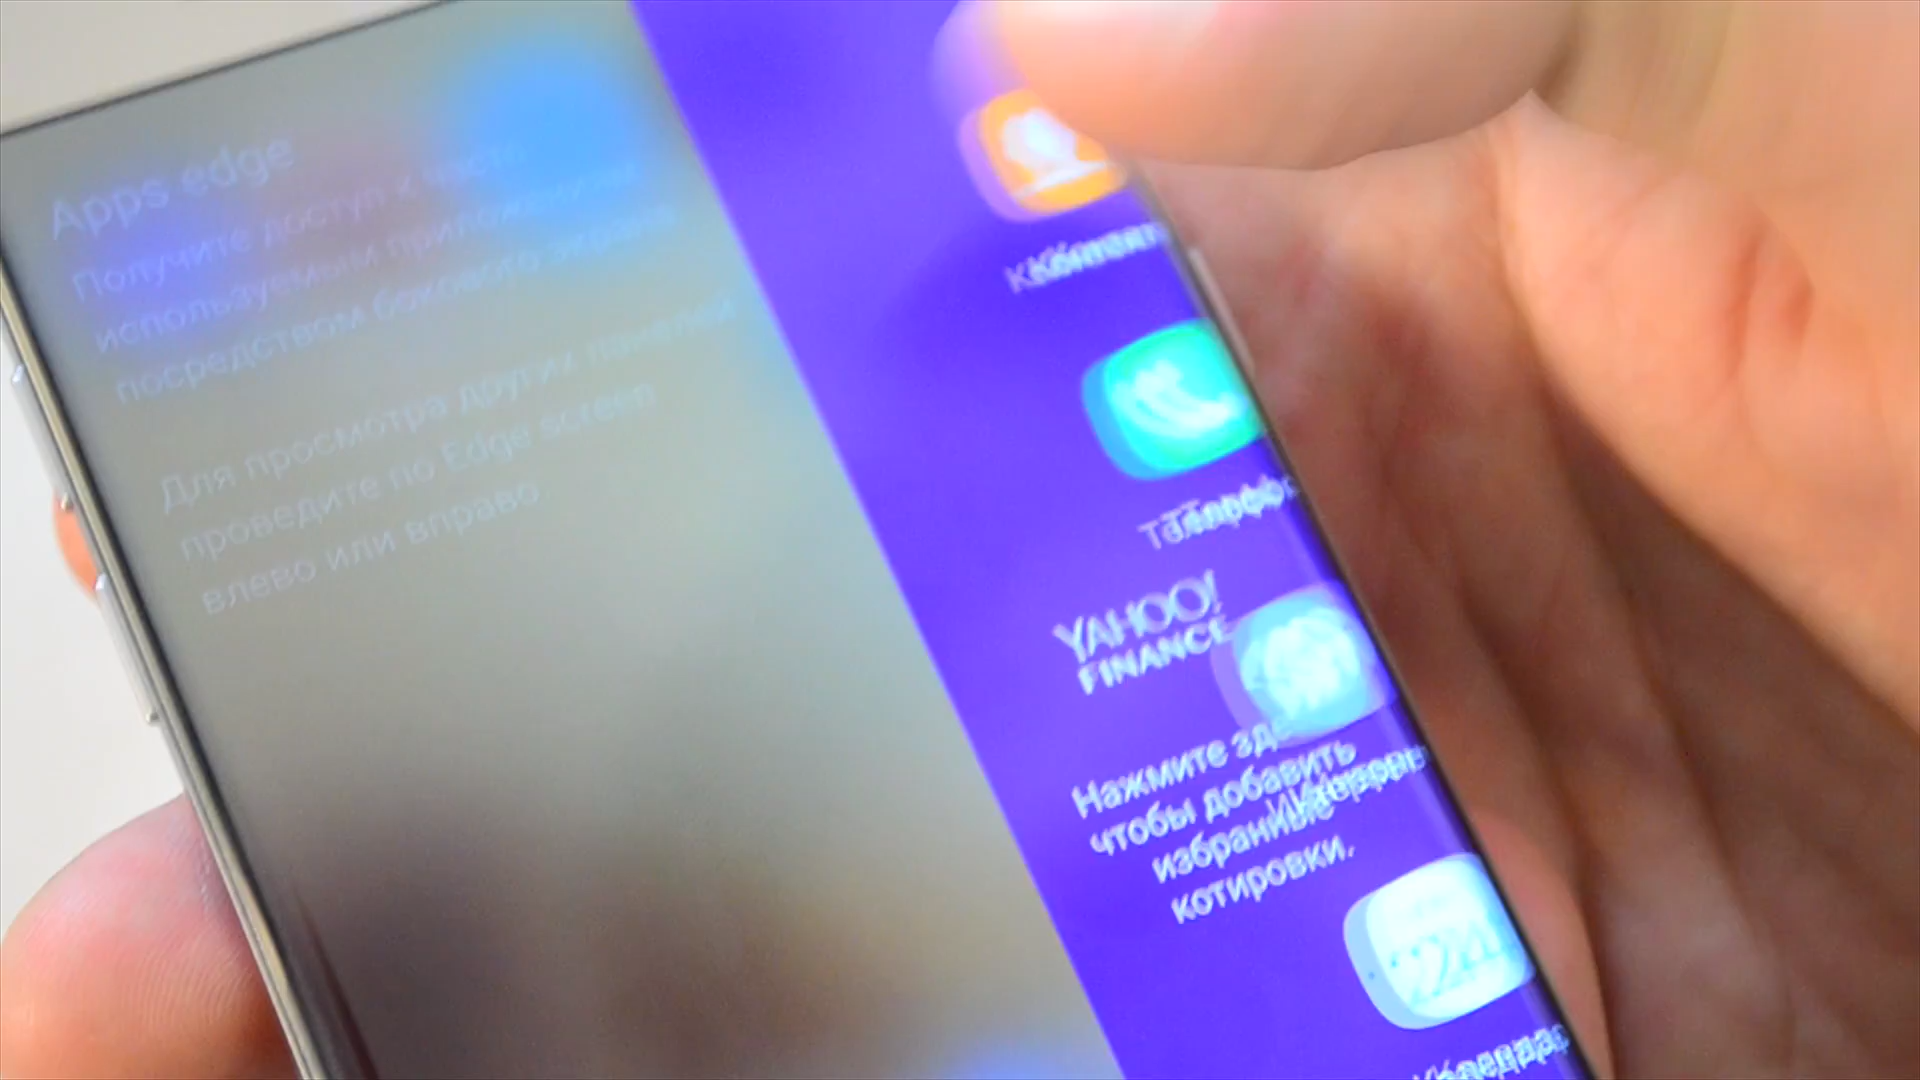 Apps edge
Получите доступ к часто
используемым приложениям
посредством бокового экрана
Для просмотра других панелей
проведите по Edge screen
влево или вправо.
Телефон
YAHOO!
FINANCE
Нажмите
чтобы добавить
избранные
котировки.